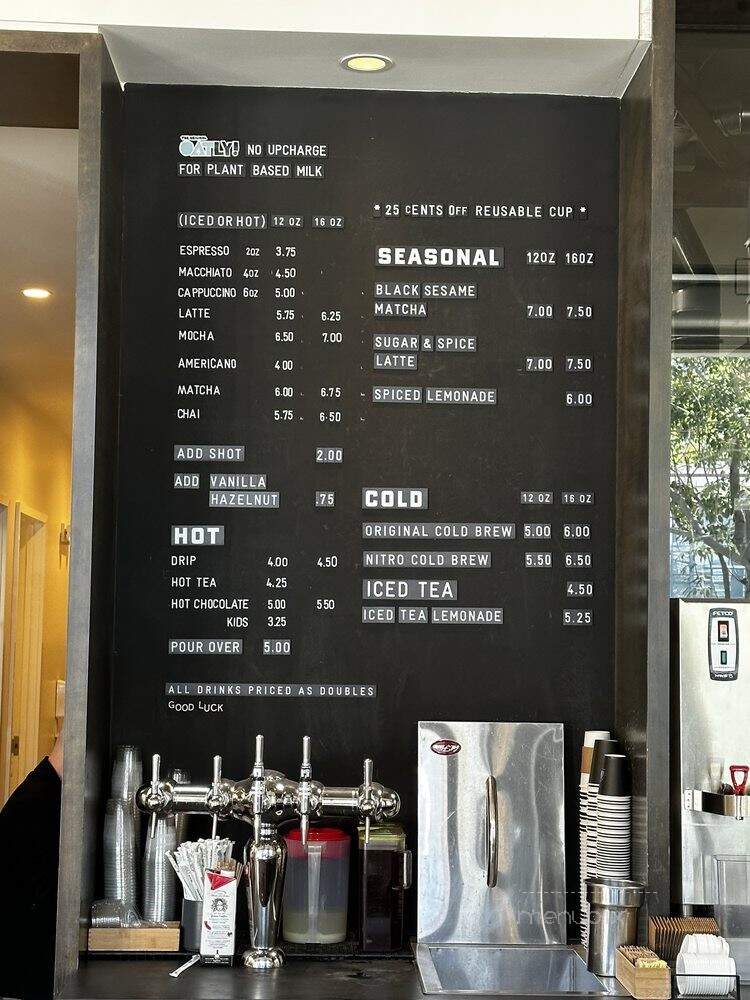 THE ORIGINAL
OATLY! NO UPCHARGE
FOR PLANT BASED MILK
(ICED OR HOT) 12 OZ 16 OZ
ESPRESSO 2OZ 3.75
MACCHIATO 4OZ 4.50
CAPPUCCINO 6OZ 5.00
LATTE 5.75 6.25
MOCHA 6.50 7.00
AMERICANO 4 00
MATCHA 6.00 6.75
CHAI 5.75 6.50
ADD SHOT 2.00
ADD VANILLA
HAZELNUT .75
HOT
DRIP 4.00 4.50
HOT TEA 4.25
HOT CHOCOLATE 5.00 5 50
KIDS 3.25
POUR OVER 5.00
ALL DRINKS PRICED AS DOUBLES
GOOD LUCK
* 25 CENTS OFF REUSABLE CUP *
SEASONAL 12OZ 16OZ
BLACK SESAME
MATCHA 7.00 7.50
SUGAR & SPICE
LATTE 7.00 7.50
SPICED LEMONADE 6.00
COLD 12 OZ 16 OZ
ORIGINAL COLD BREW 5.00 6.00
NITRO COLD BREW 5.50 6.50
ICED TEA 4.50
ICED TEA LEMONADE 5.25
FETCO